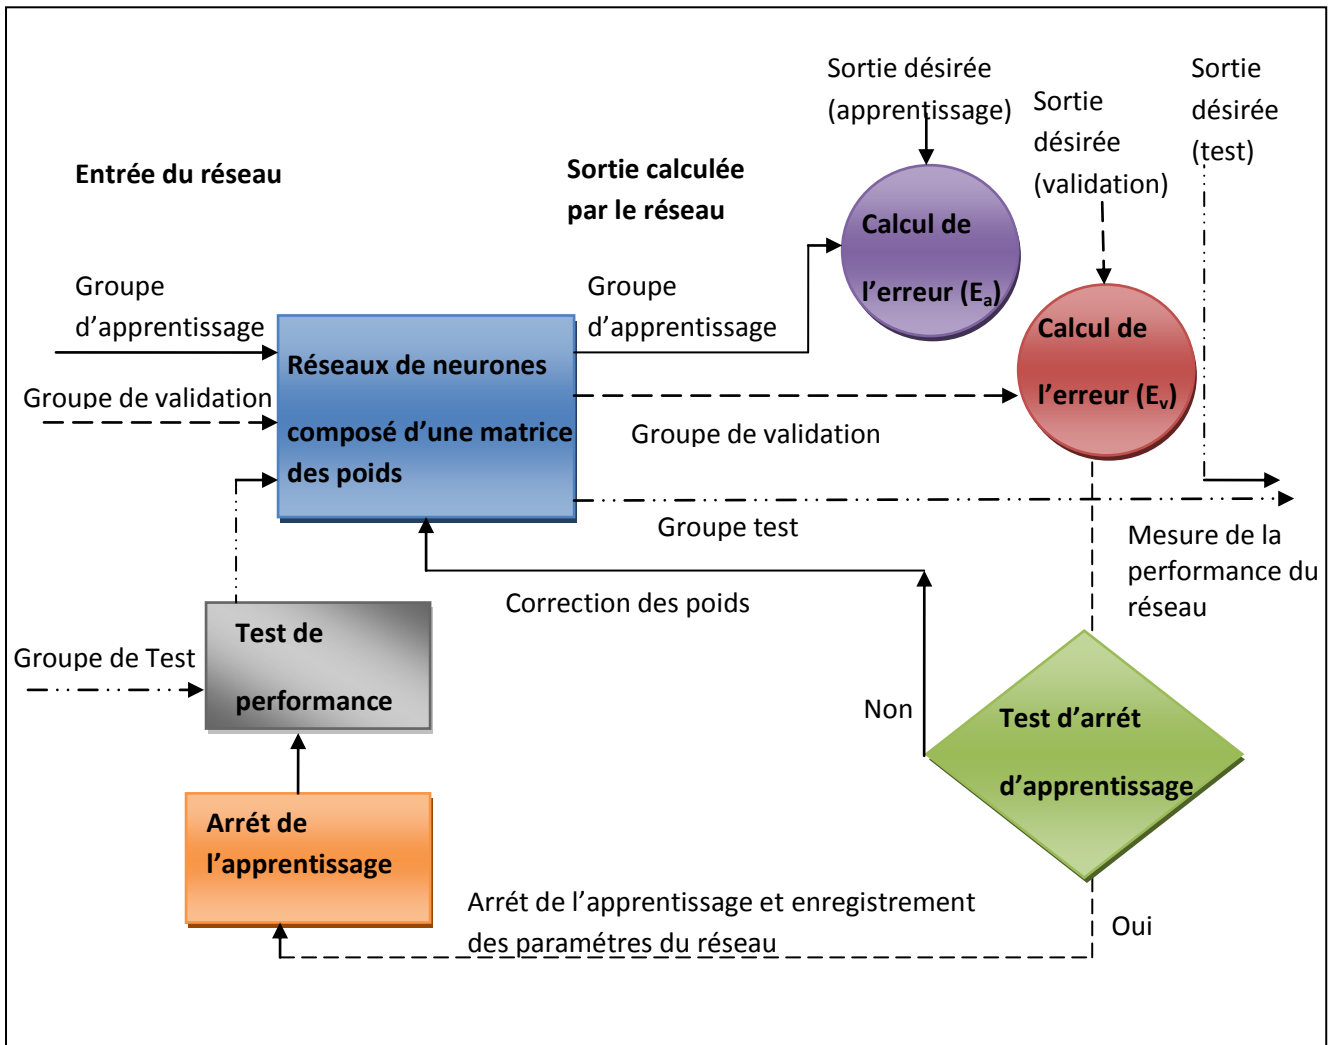 Sortie désirée
(apprentissage)
Sortie
désirée
(validation)
Sortie
désirée
(test)
Entrée du réseau
Sortie calculée
par le réseau
Calcul de
l’erreur (Ea)
Groupe
d’apprentissage
Groupe
d’apprentissage
Calcul de
l’erreur (Ev)
Réseaux de neurones
composé d’une matrice
des poids
Groupe de validation
Groupe de validation
Groupe test
Mesure de la
performance du
réseau
Correction des poids
Test de
performance
Groupe de Test
Non
Test d’arrét
d’apprentissage
Arrét de
l’apprentissage
Arrét de l’apprentissage et enregistrement
des paramétres du réseau
Oui